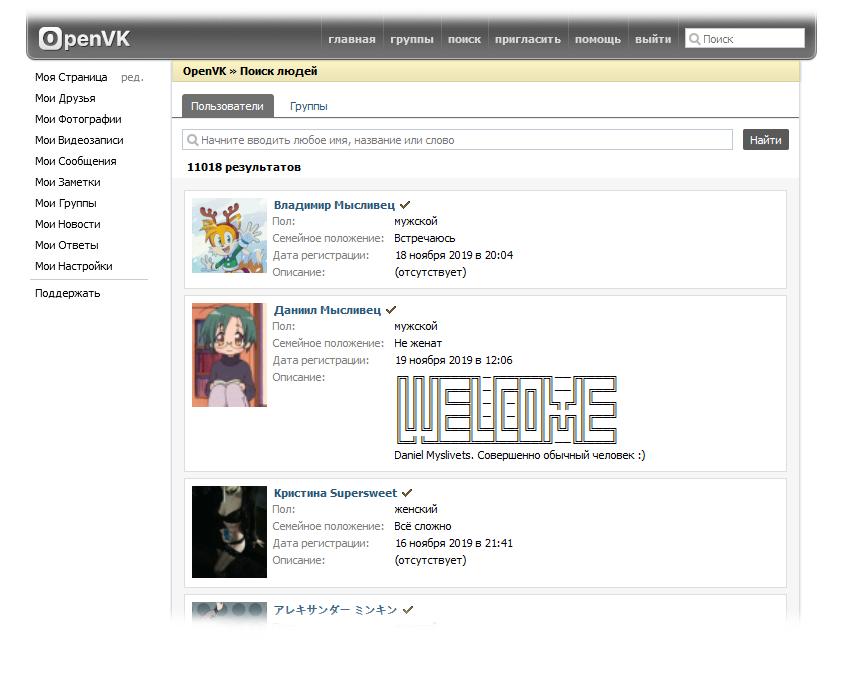 OpenVK
главная группы поиск пригласить помощь выйти Поиск
Моя Страница ред.
Мои Друзья
Мои Фотографии
Мои Видеозаписи
Мои Сообщения
Мои Заметки
Мои Группы
Мои Новости
Мои Ответы
Мои Настройки
Поддержать
OpenVK » Поиск людей
Пользователи Группы
Начните вводить любое имя, название или слово Найти
11018 результатов
Владимир Мысливец
Пол: мужской
Семейное положение: Встречаюсь
Дата регистрации: 18 ноября 2019 в 20:04
Описание: (отсутствует)
Даниил Мысливец
Пол: мужской
Семейное положение: Не женат
Дата регистрации: 19 ноября 2019 в 12:06
Описание:
WELCOME
Daniel Myslivets. Совершенно обычный человек :)
Кристина Supersweet
Пол: женский
Семейное положение: Всё сложно
Дата регистрации: 16 ноября 2019 в 21:41
Описание: (отсутствует)
アレキサンダー ミンキン